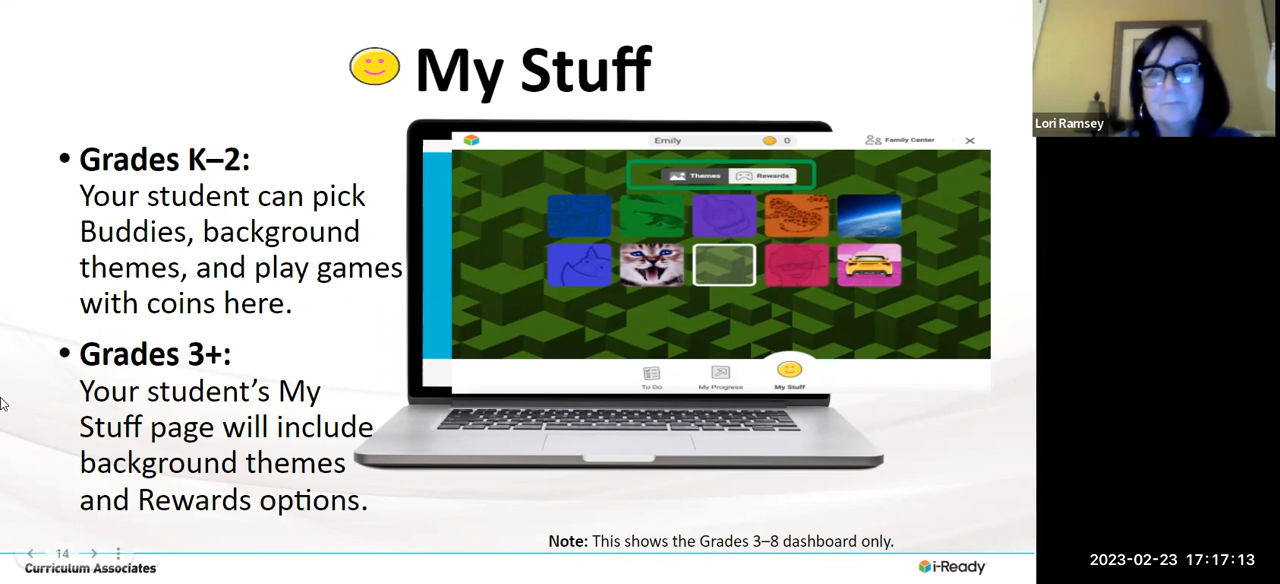 My Stuff
• Grades K–2:
Your student can pick
Buddies, background
themes, and play games
with coins here.
• Grades 3+:
Your student’s My
Stuff page will include
background themes
and Rewards options.
Emily
0
Family Center
Themes
Rewards
To Do
My Progress
My Stuff
Note: This shows the Grades 3–8 dashboard only.
14
Curriculum Associates
i-Ready
Lori Ramsey
2023-02-23 17:17:13